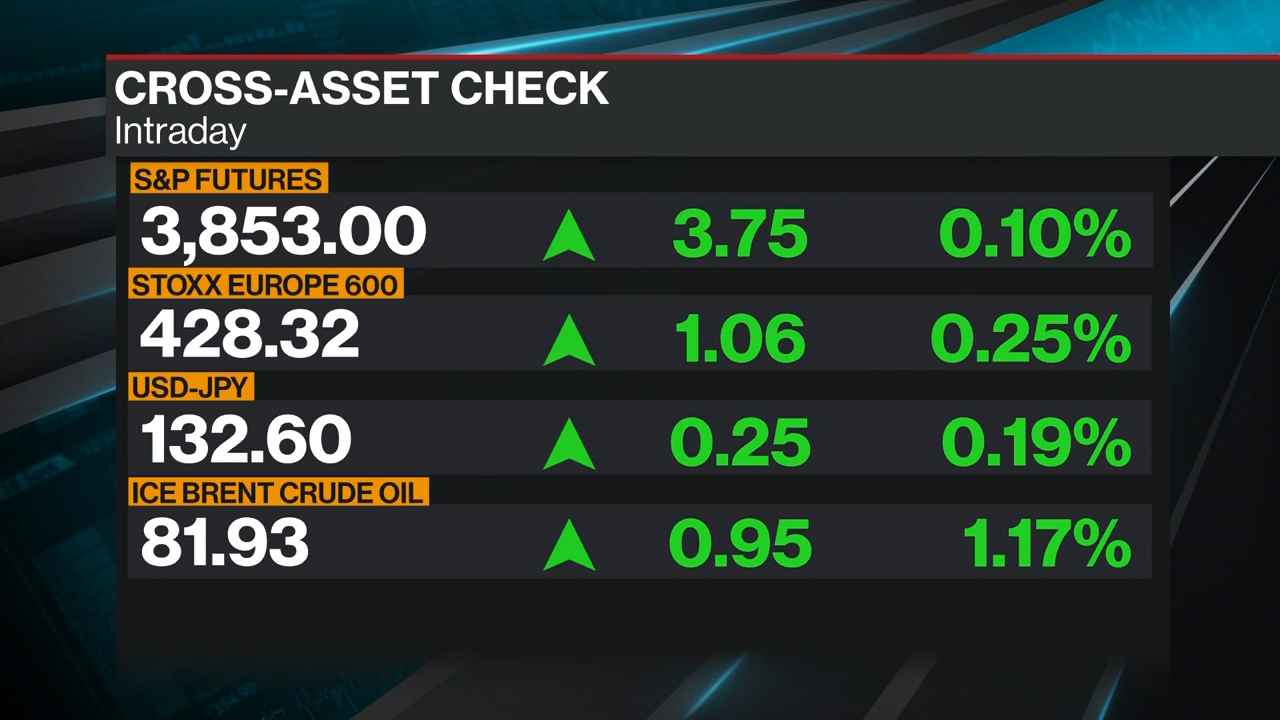 CROSS-ASSET CHECK
Intraday
S&P FUTURES
3,853.00 ▲ 3.75 0.10%
STOXX EUROPE 600
428.32 ▲ 1.06 0.25%
USD-JPY
132.60 ▲ 0.25 0.19%
ICE BRENT CRUDE OIL
81.93 ▲ 0.95 1.17%